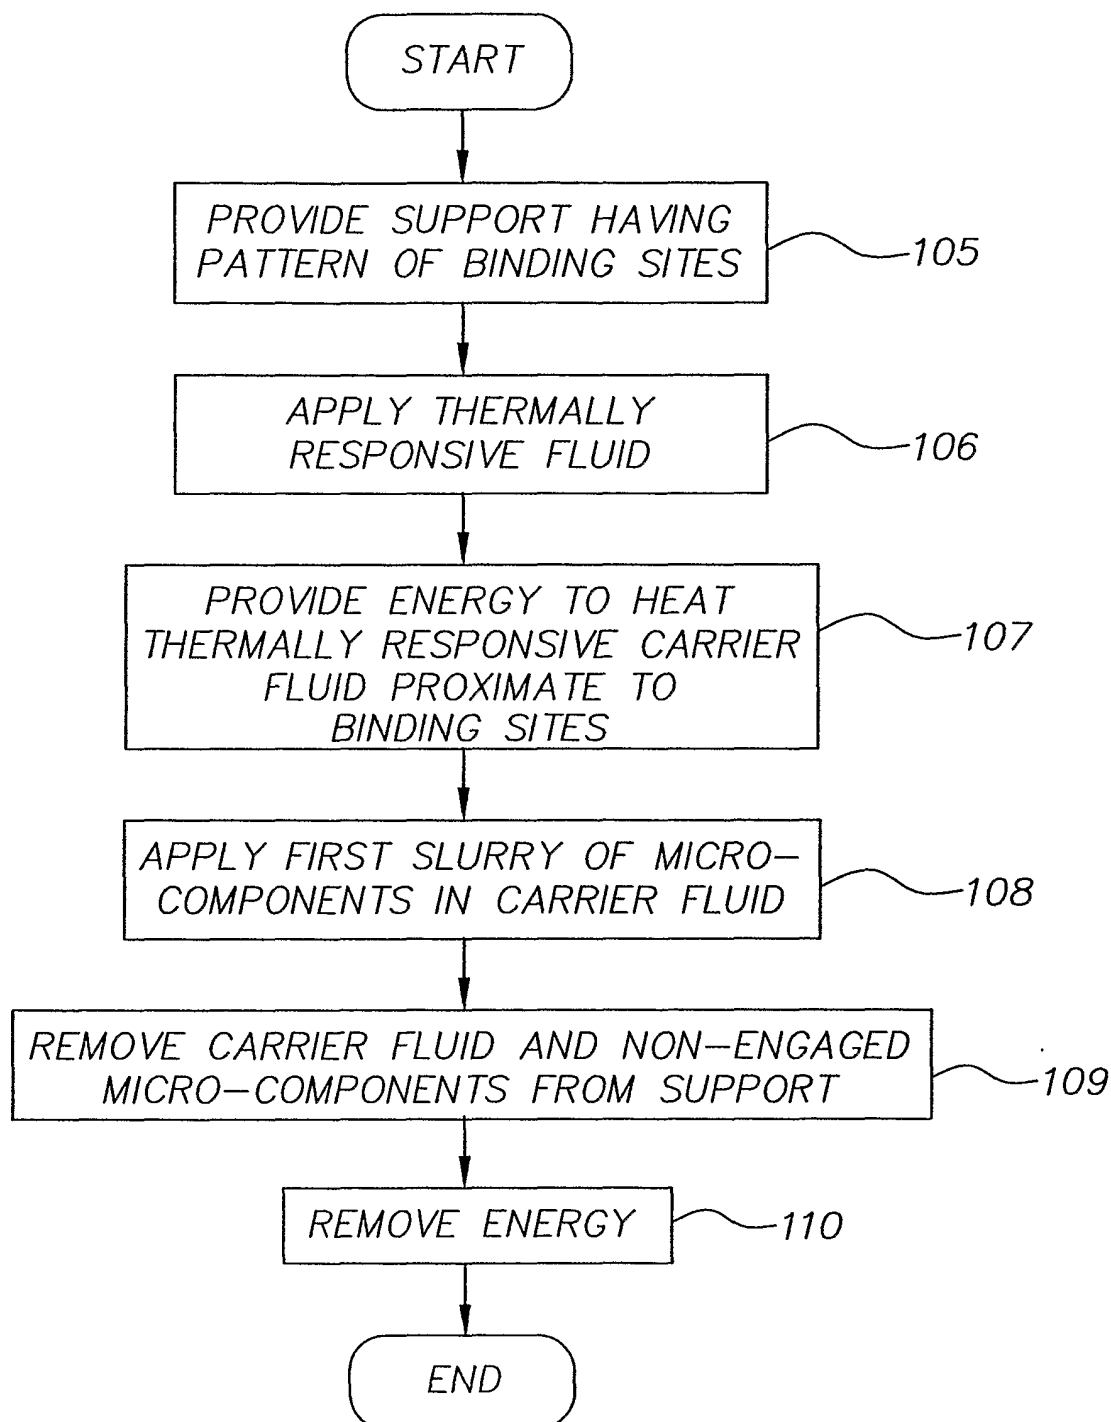 START
PROVIDE SUPPORT HAVING
PATTERN OF BINDING SITES
105
APPLY THERMALLY
RESPONSIVE FLUID
106
PROVIDE ENERGY TO HEAT
THERMALLY RESPONSIVE CARRIER
FLUID PROXIMATE TO
BINDING SITES
107
APPLY FIRST SLURRY OF MICRO-
COMPONENTS IN CARRIER FLUID
108
REMOVE CARRIER FLUID AND NON-ENGAGED
MICRO-COMPONENTS FROM SUPPORT
109
REMOVE ENERGY
110
END